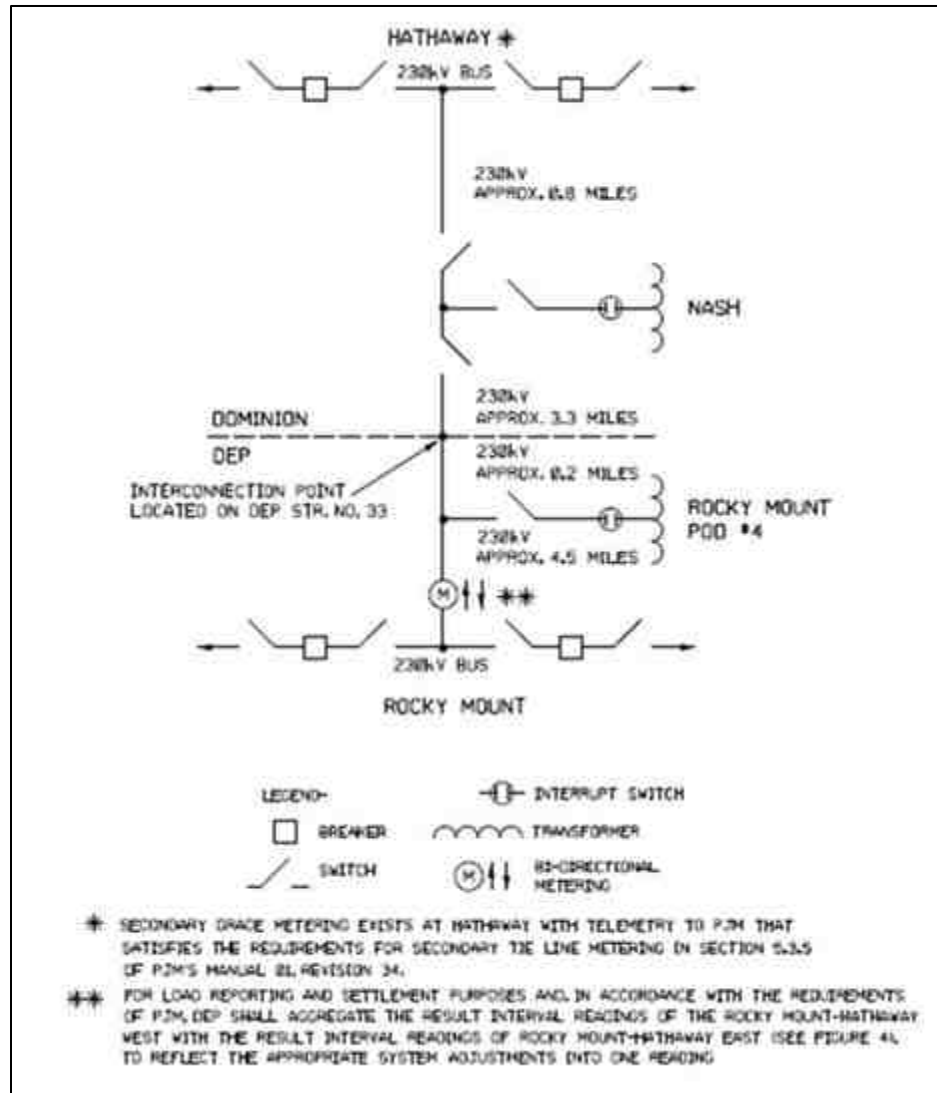 HATHAWAY *
230kV BUS
230kV
APPROX. 0.8 MILES
NASH
230kV
APPROX. 3.3 MILES
DOMINION
DEP
230kV
APPROX. 0.2 MILES
INTERCONNECTION POINT
LOCATED ON DEP STR. NO. 33
ROCKY MOUNT
POD #4
230kV
APPROX. 4.5 MILES
M **
230kV BUS
ROCKY MOUNT
LEGEND-
INTERRUPT SWITCH
BREAKER
TRANSFORMER
SWITCH
M
BI-DIRECTIONAL
METERING
* SECONDARY GRADE METERING EXISTS AT HATHAWAY WITH TELEMETRY TO PJM THAT
SATISFIES THE REQUIREMENTS FOR SECONDARY TIE LINE METERING IN SECTION 5.3.5
OF PJM'S MANUAL 01, REVISION 34.
** FOR LOAD REPORTING AND SETTLEMENT PURPOSES AND, IN ACCORDANCE WITH THE REQUIREMENTS
OF PJM, DEP SHALL AGGREGATE THE RESULT INTERVAL READINGS OF THE ROCKY MOUNT-HATHAWAY
WEST WITH THE RESULT INTERVAL READINGS OF ROCKY MOUNT-HATHAWAY EAST (SEE FIGURE 4),
TO REFLECT THE APPROPRIATE SYSTEM ADJUSTMENTS INTO ONE READING